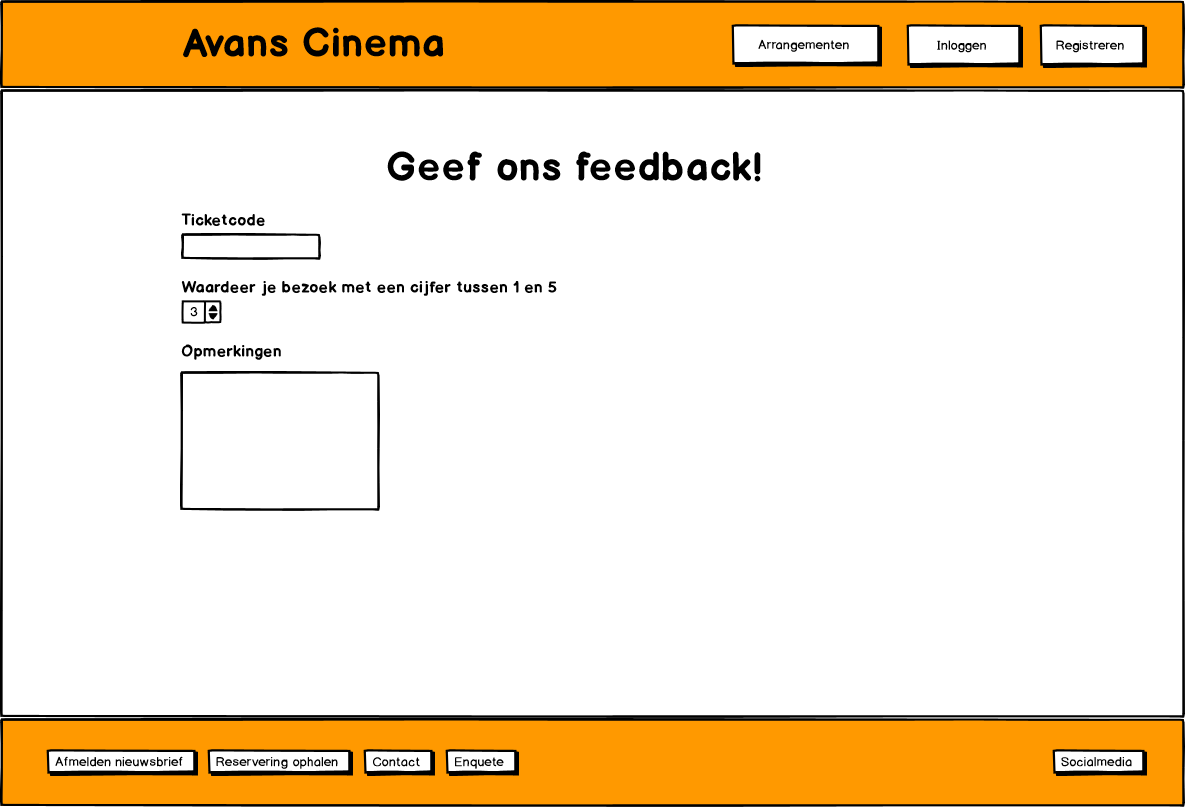 Avans Cinema
Arrangementen
Inloggen
Registreren
Geef ons feedback!
Ticketcode
Waardeer je bezoek met een cijfer tussen 1 en 5
3
Opmerkingen
Afmelden nieuwsbrief
Reservering ophalen
Contact
Enquete
Socialmedia